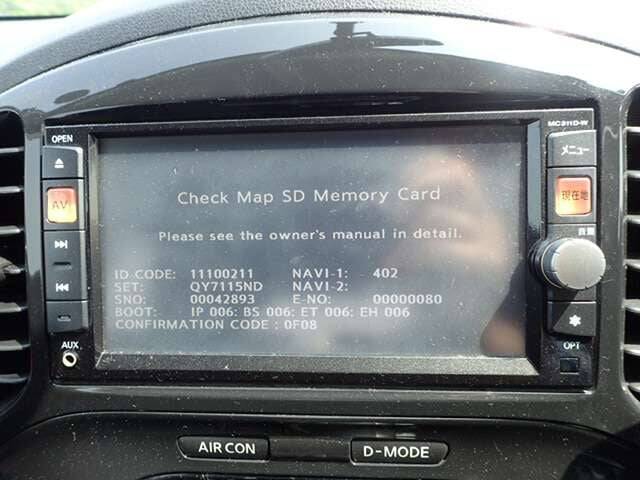 MC311D-W
OPEN
メニュー
AV
現在地
Check Map SD Memory Card
音量
Please see the owner's manual in detail.
ID-CODE: 11100211 NAVI-1: 402
SET: QY7115ND NAVI-2:
SNO: 00042893 E-NO: 00000080
BOOT: IP 006: BS 006: ET 006: EH 006
CONFIRMATION CODE : 0F08
AUX
OPT
AIR CON
D-MODE